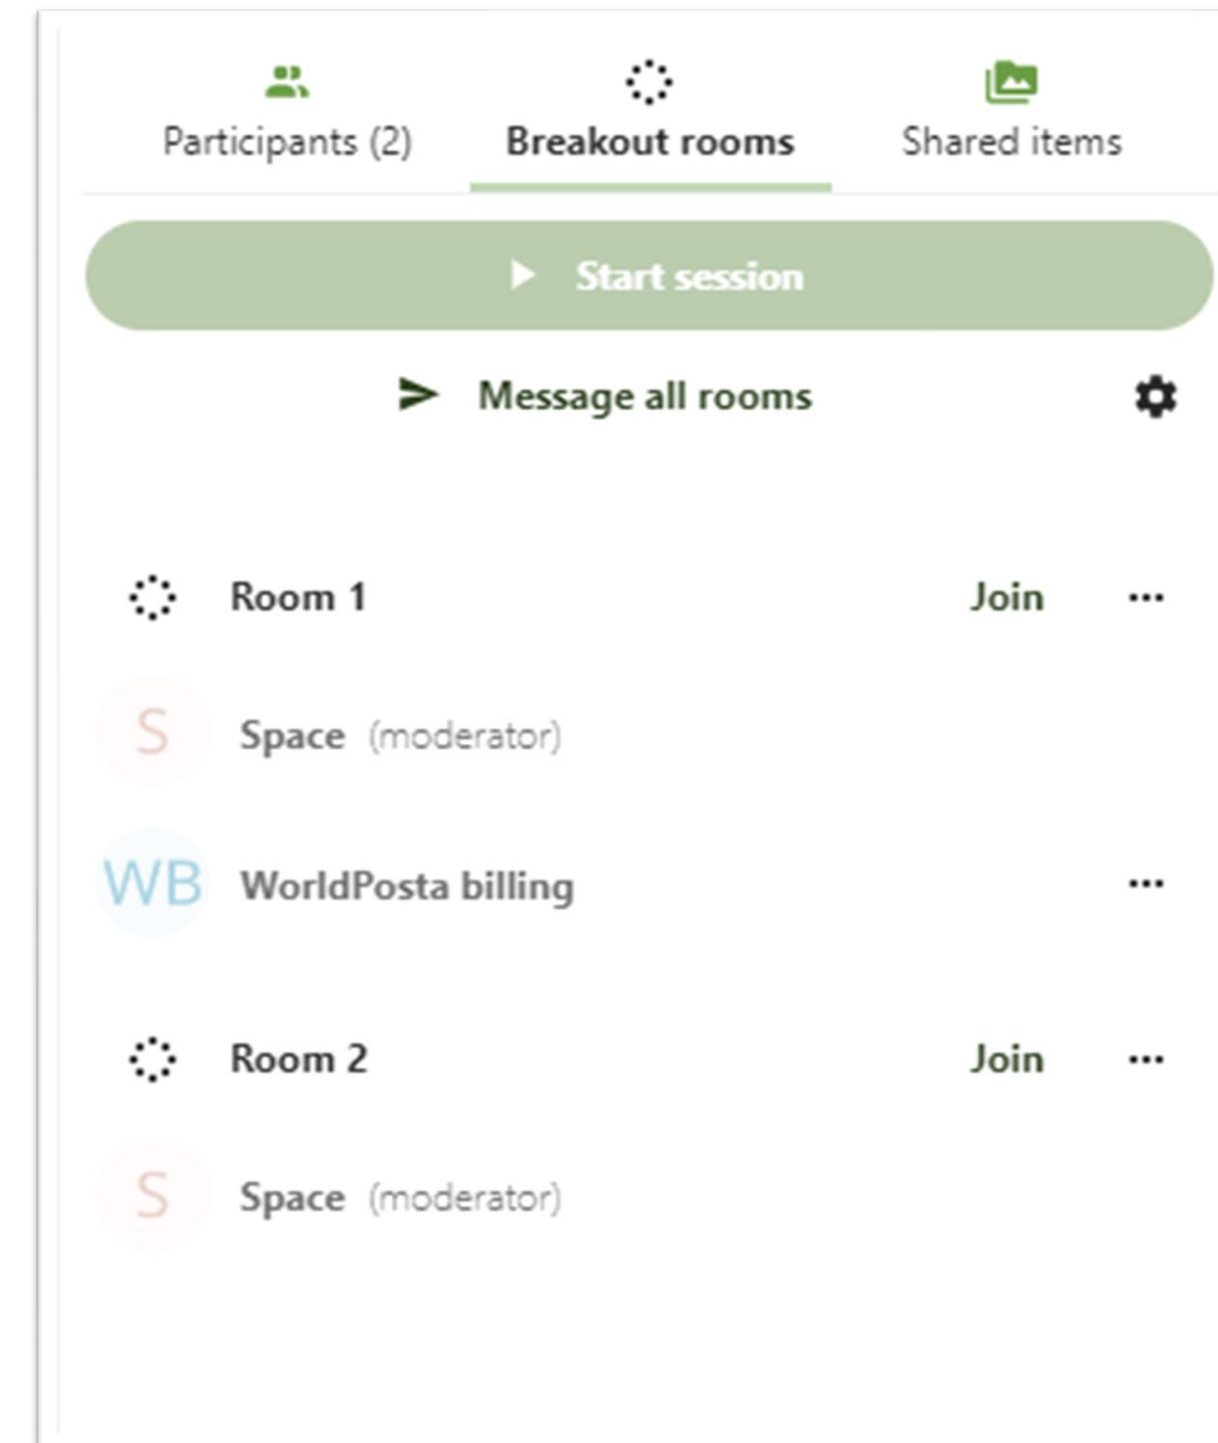 Participants (2) Breakout rooms Shared items
Start session
Message all rooms
Room 1 Join ...
S Space (moderator)
WB WorldPosta billing ...
Room 2 Join ...
S Space (moderator)